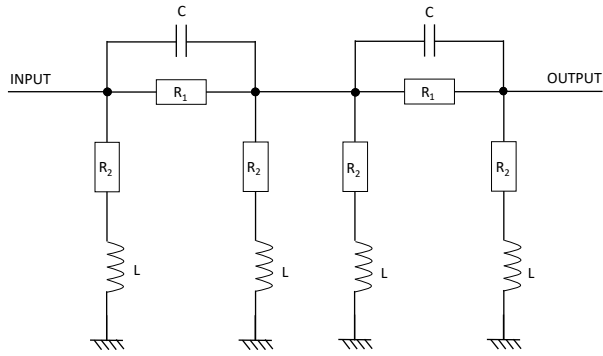 C C
INPUT OUTPUT
R₁ R₁
R₂ R₂ R₂ R₂
L L L L